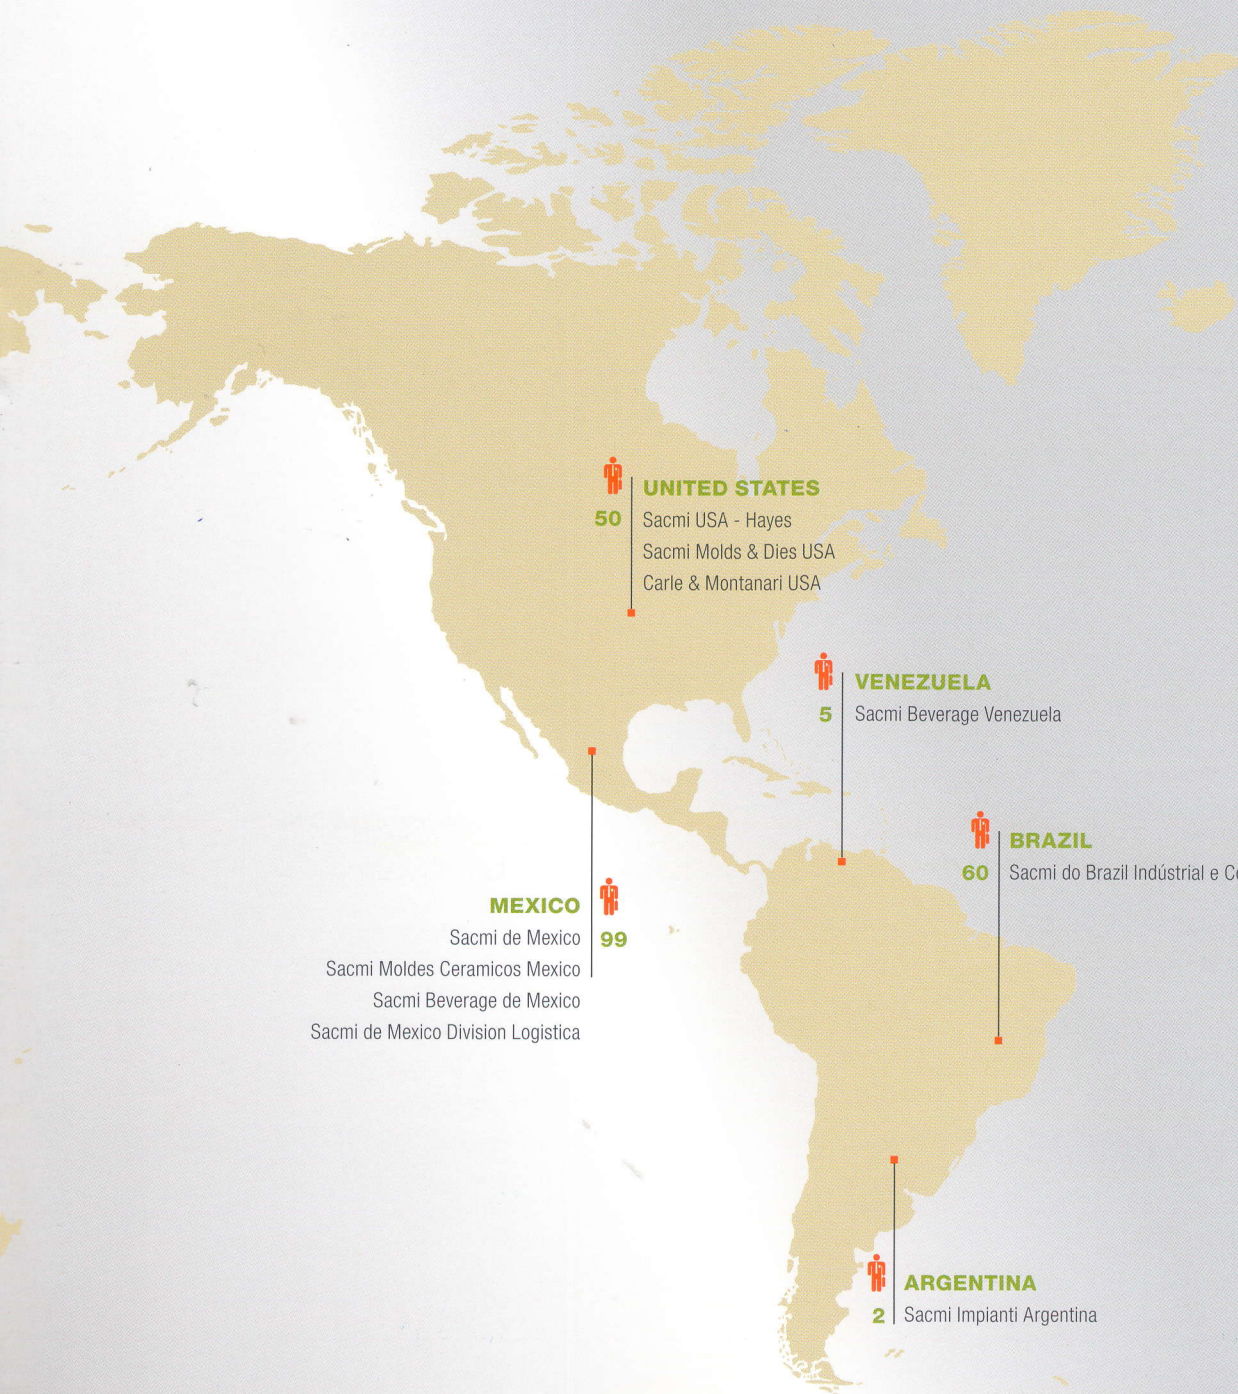 UNITED STATES
50
Sacmi USA - Hayes
Sacmi Molds & Dies USA
Carle & Montanari USA
VENEZUELA
5
Sacmi Beverage Venezuela
BRAZIL
60
Sacmi do Brazil Indústrial e
MEXICO
Sacmi de Mexico
99
Sacmi Moldes Ceramicos Mexico
Sacmi Beverage de Mexico
Sacmi de Mexico Division Logistica
ARGENTINA
2
Sacmi Impianti Argentina